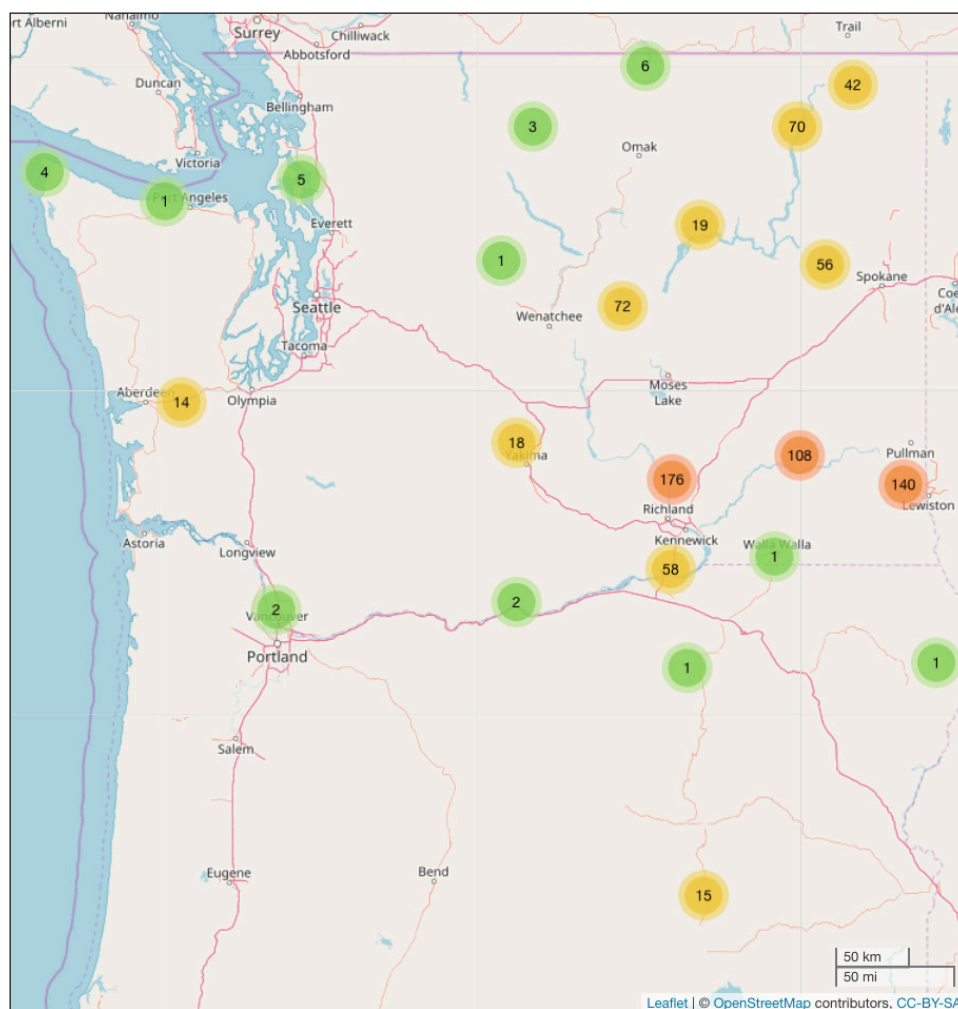 rt Alberni
Nanaimo
Surrey
Chilliwack
Abbotsford
Trail
6
42
Duncan
Bellingham
3
70
Omak
Victoria
4
5
1
Port Angeles
Everett
19
1
56
Spokane
Coe
d'Ale
72
Seattle
Wenatchee
Tacoma
Moses
Lake
Aberdeen
14
Olympia
18
Yakima
108
Pullman
176
140
Lewiston
Richland
Astoria
Longview
Kennewick
Walla Walla
1
58
2
Vancouver
2
Portland
1
1
Salem
Eugene
Bend
15
50 km
50 mi
Leaflet | © OpenStreetMap contributors, CC-BY-SA